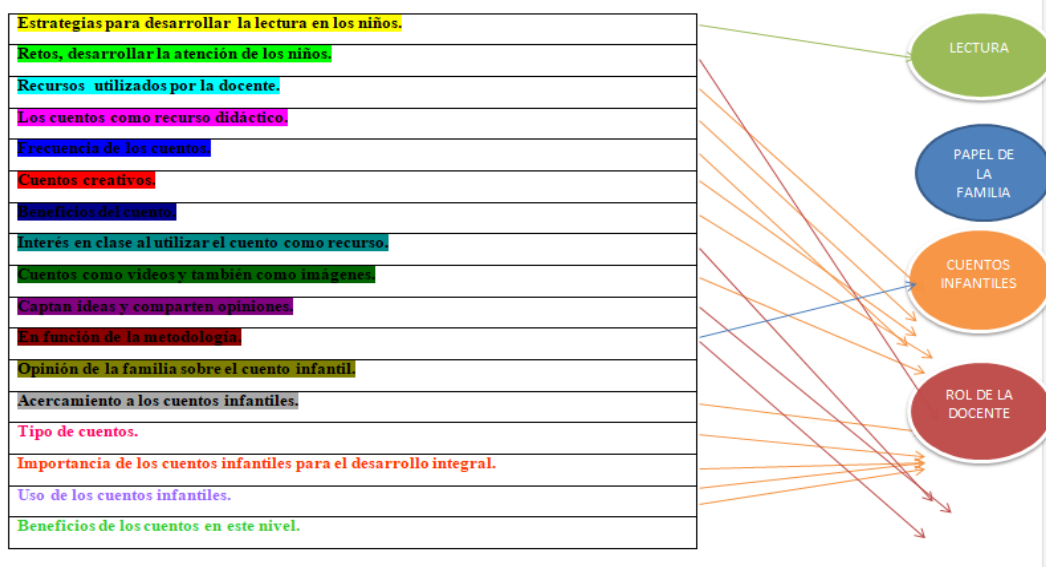 Estrategias para desarrollar la lectura en los niños.
Retos, desarrollar la atención de los niños.
Recursos utilizados por la docente.
Los cuentos como recurso didáctico.
Frecuencia de los cuentos.
Cuentos creativos.
Beneficios del cuento.
Interés en clase al utilizar el cuento como recurso.
Cuentos como videos y también como imágenes.
Captan ideas y comparten opiniones.
En función de la metodología.
Opinión de la familia sobre el cuento infantil.
Acercamiento a los cuentos infantiles.
Tipo de cuentos.
Importancia de los cuentos infantiles para el desarrollo integral.
Uso de los cuentos infantiles.
Beneficios de los cuentos en este nivel.
LECTURA
PAPEL DE
LA
FAMILIA
CUENTOS
INFANTILES
ROL DE LA
DOCENTE